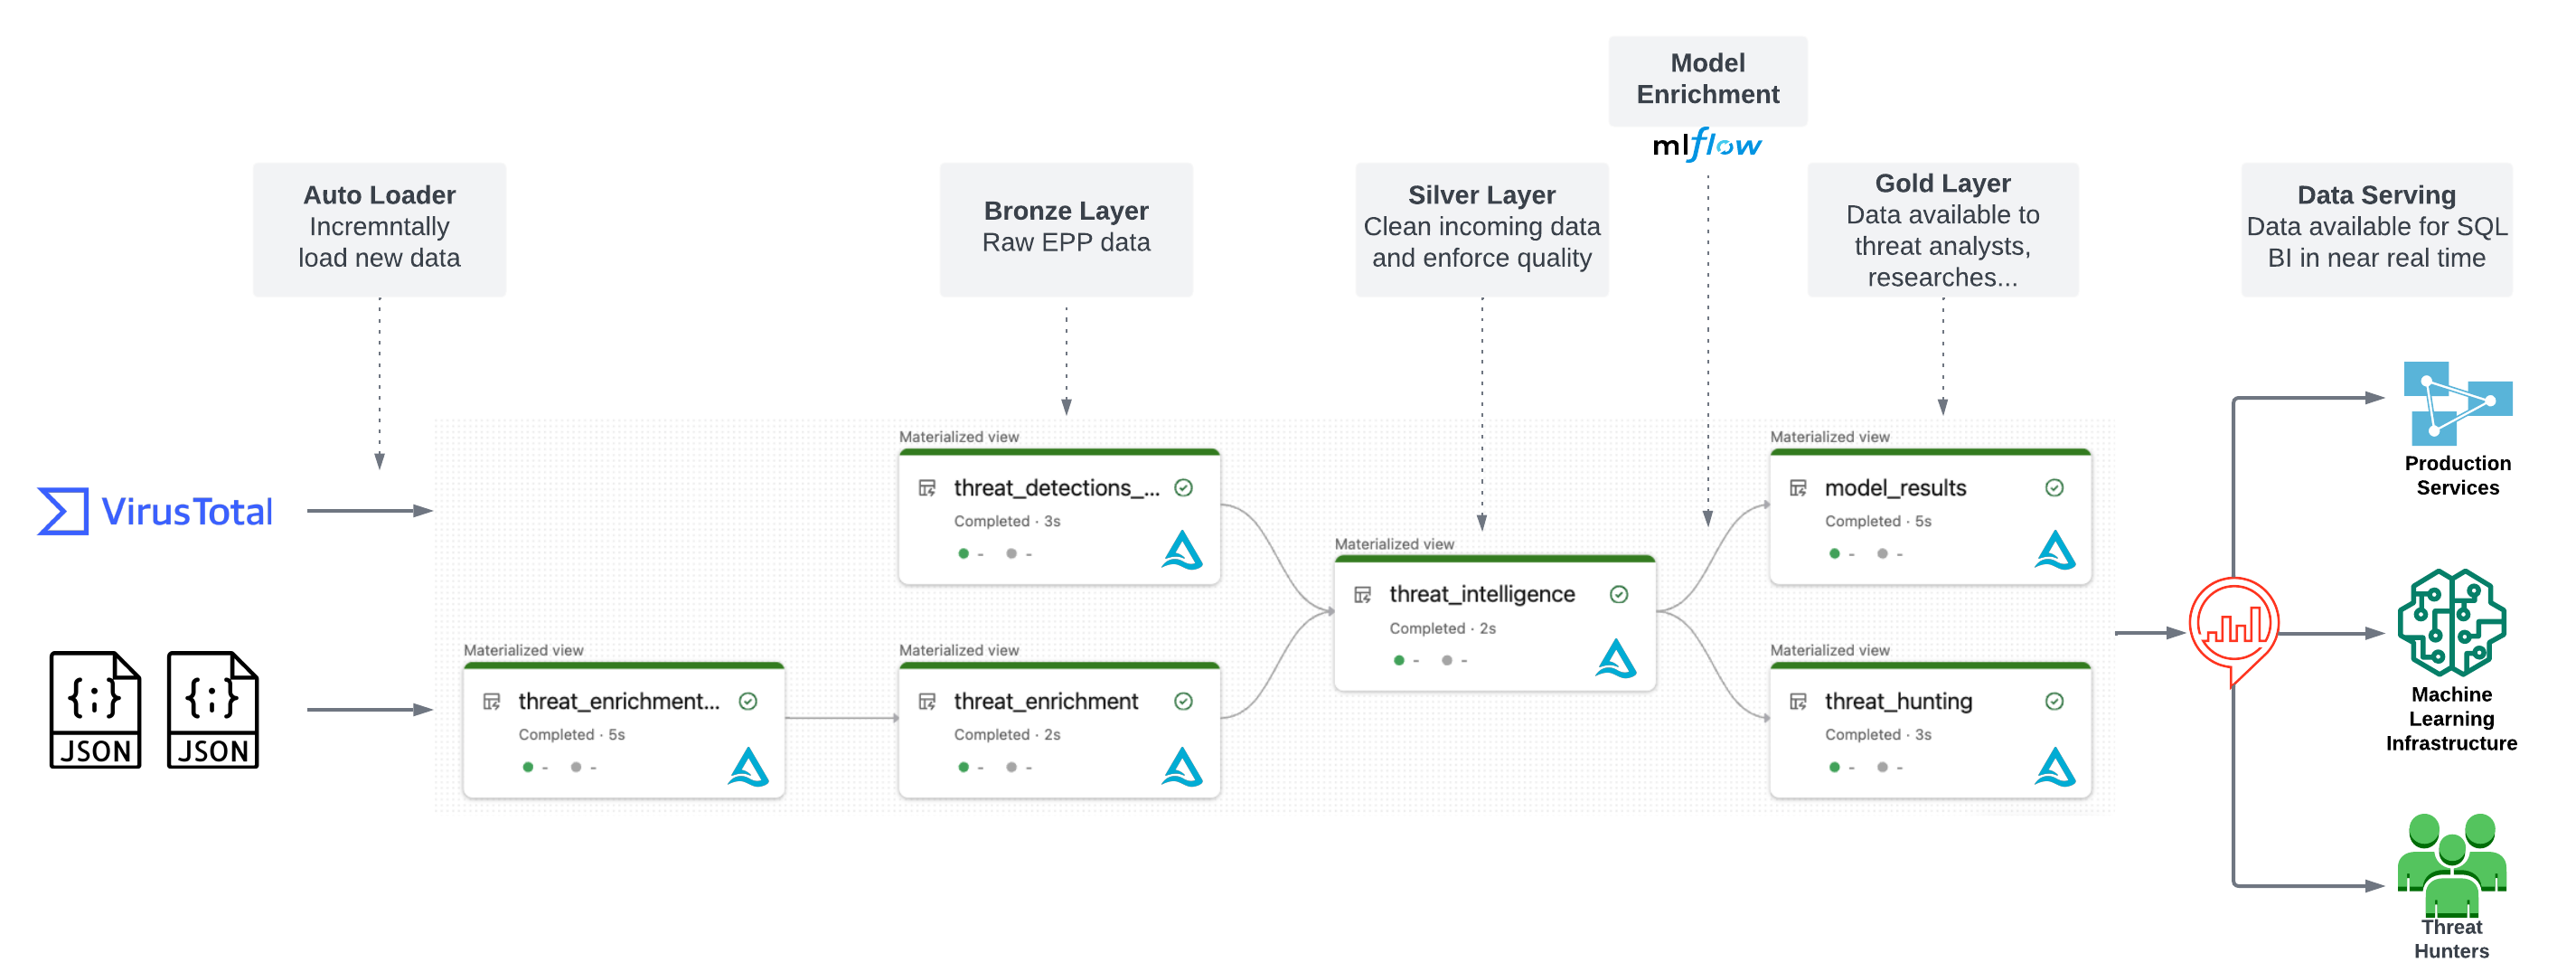 Model
Enrichment
mlflow
Auto Loader
Incremntally
load new data
Bronze Layer
Raw EPP data
Silver Layer
Clean incoming data
and enforce quality
Gold Layer
Data available to
threat analysts,
researches...
Data Serving
Data available for SQL
BI in near real time
VirusTotal
JSON
JSON
Materialized view
threat_enrichment...
Completed · 5s
- -
Materialized view
threat_detections_...
Completed · 3s
- -
Materialized view
threat_enrichment
Completed · 2s
- -
Materialized view
threat_intelligence
Completed · 2s
- -
Materialized view
model_results
Completed · 5s
- -
Materialized view
threat_hunting
Completed · 3s
- -
Production
Services
Machine
Learning
Infrastructure
Threat
Hunters